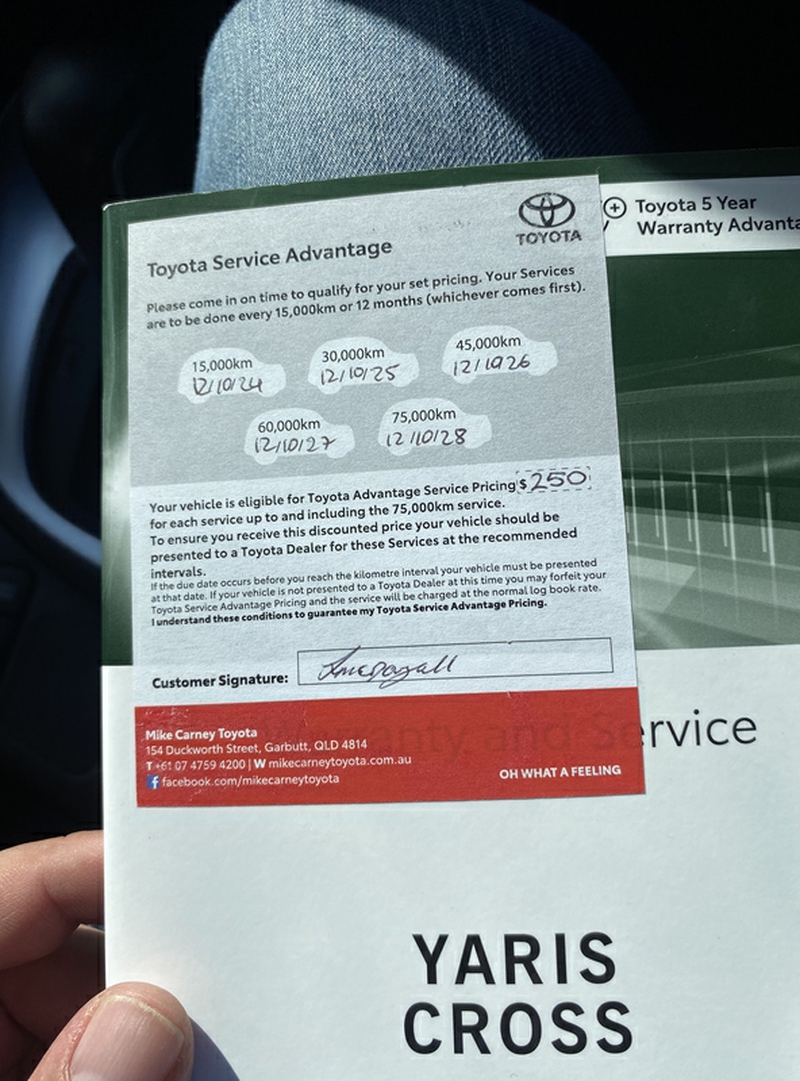 TOYOTA
Toyota 5 Year
Warranty Advanta
Toyota Service Advantage
Please come in on time to qualify for your set pricing. Your Services
are to be done every 15,000km or 12 months (whichever comes first).
15,000km
12/10/24
30,000km
12/10/25
45,000km
12/10/26
60,000km
12/10/27
75,000km
12/10/28
Your vehicle is eligible for Toyota Advantage Service Pricing $250
for each service up to and including the 75,000km service.
To ensure you receive this discounted price your vehicle should be
presented to a Toyota Dealer for these Services at the recommended
intervals.
If the due date occurs before you reach the kilometre interval your vehicle must be presented
at that date. If your vehicle is not presented to a Toyota Dealer at this time you may forfeit your
Toyota Service Advantage Pricing and the service will be charged at the normal log book rate.
I understand these conditions to guarantee my Toyota Service Advantage Pricing.
Customer Signature:
Mike Carney Toyota
154 Duckworth Street, Garbutt, QLD 4814
T +61 07 4759 4200 | W mikecarneytoyota.com.au
facebook.com/mikecarneytoyota
OH WHAT A FEELING
Warranty and Service
YARIS
CROSS